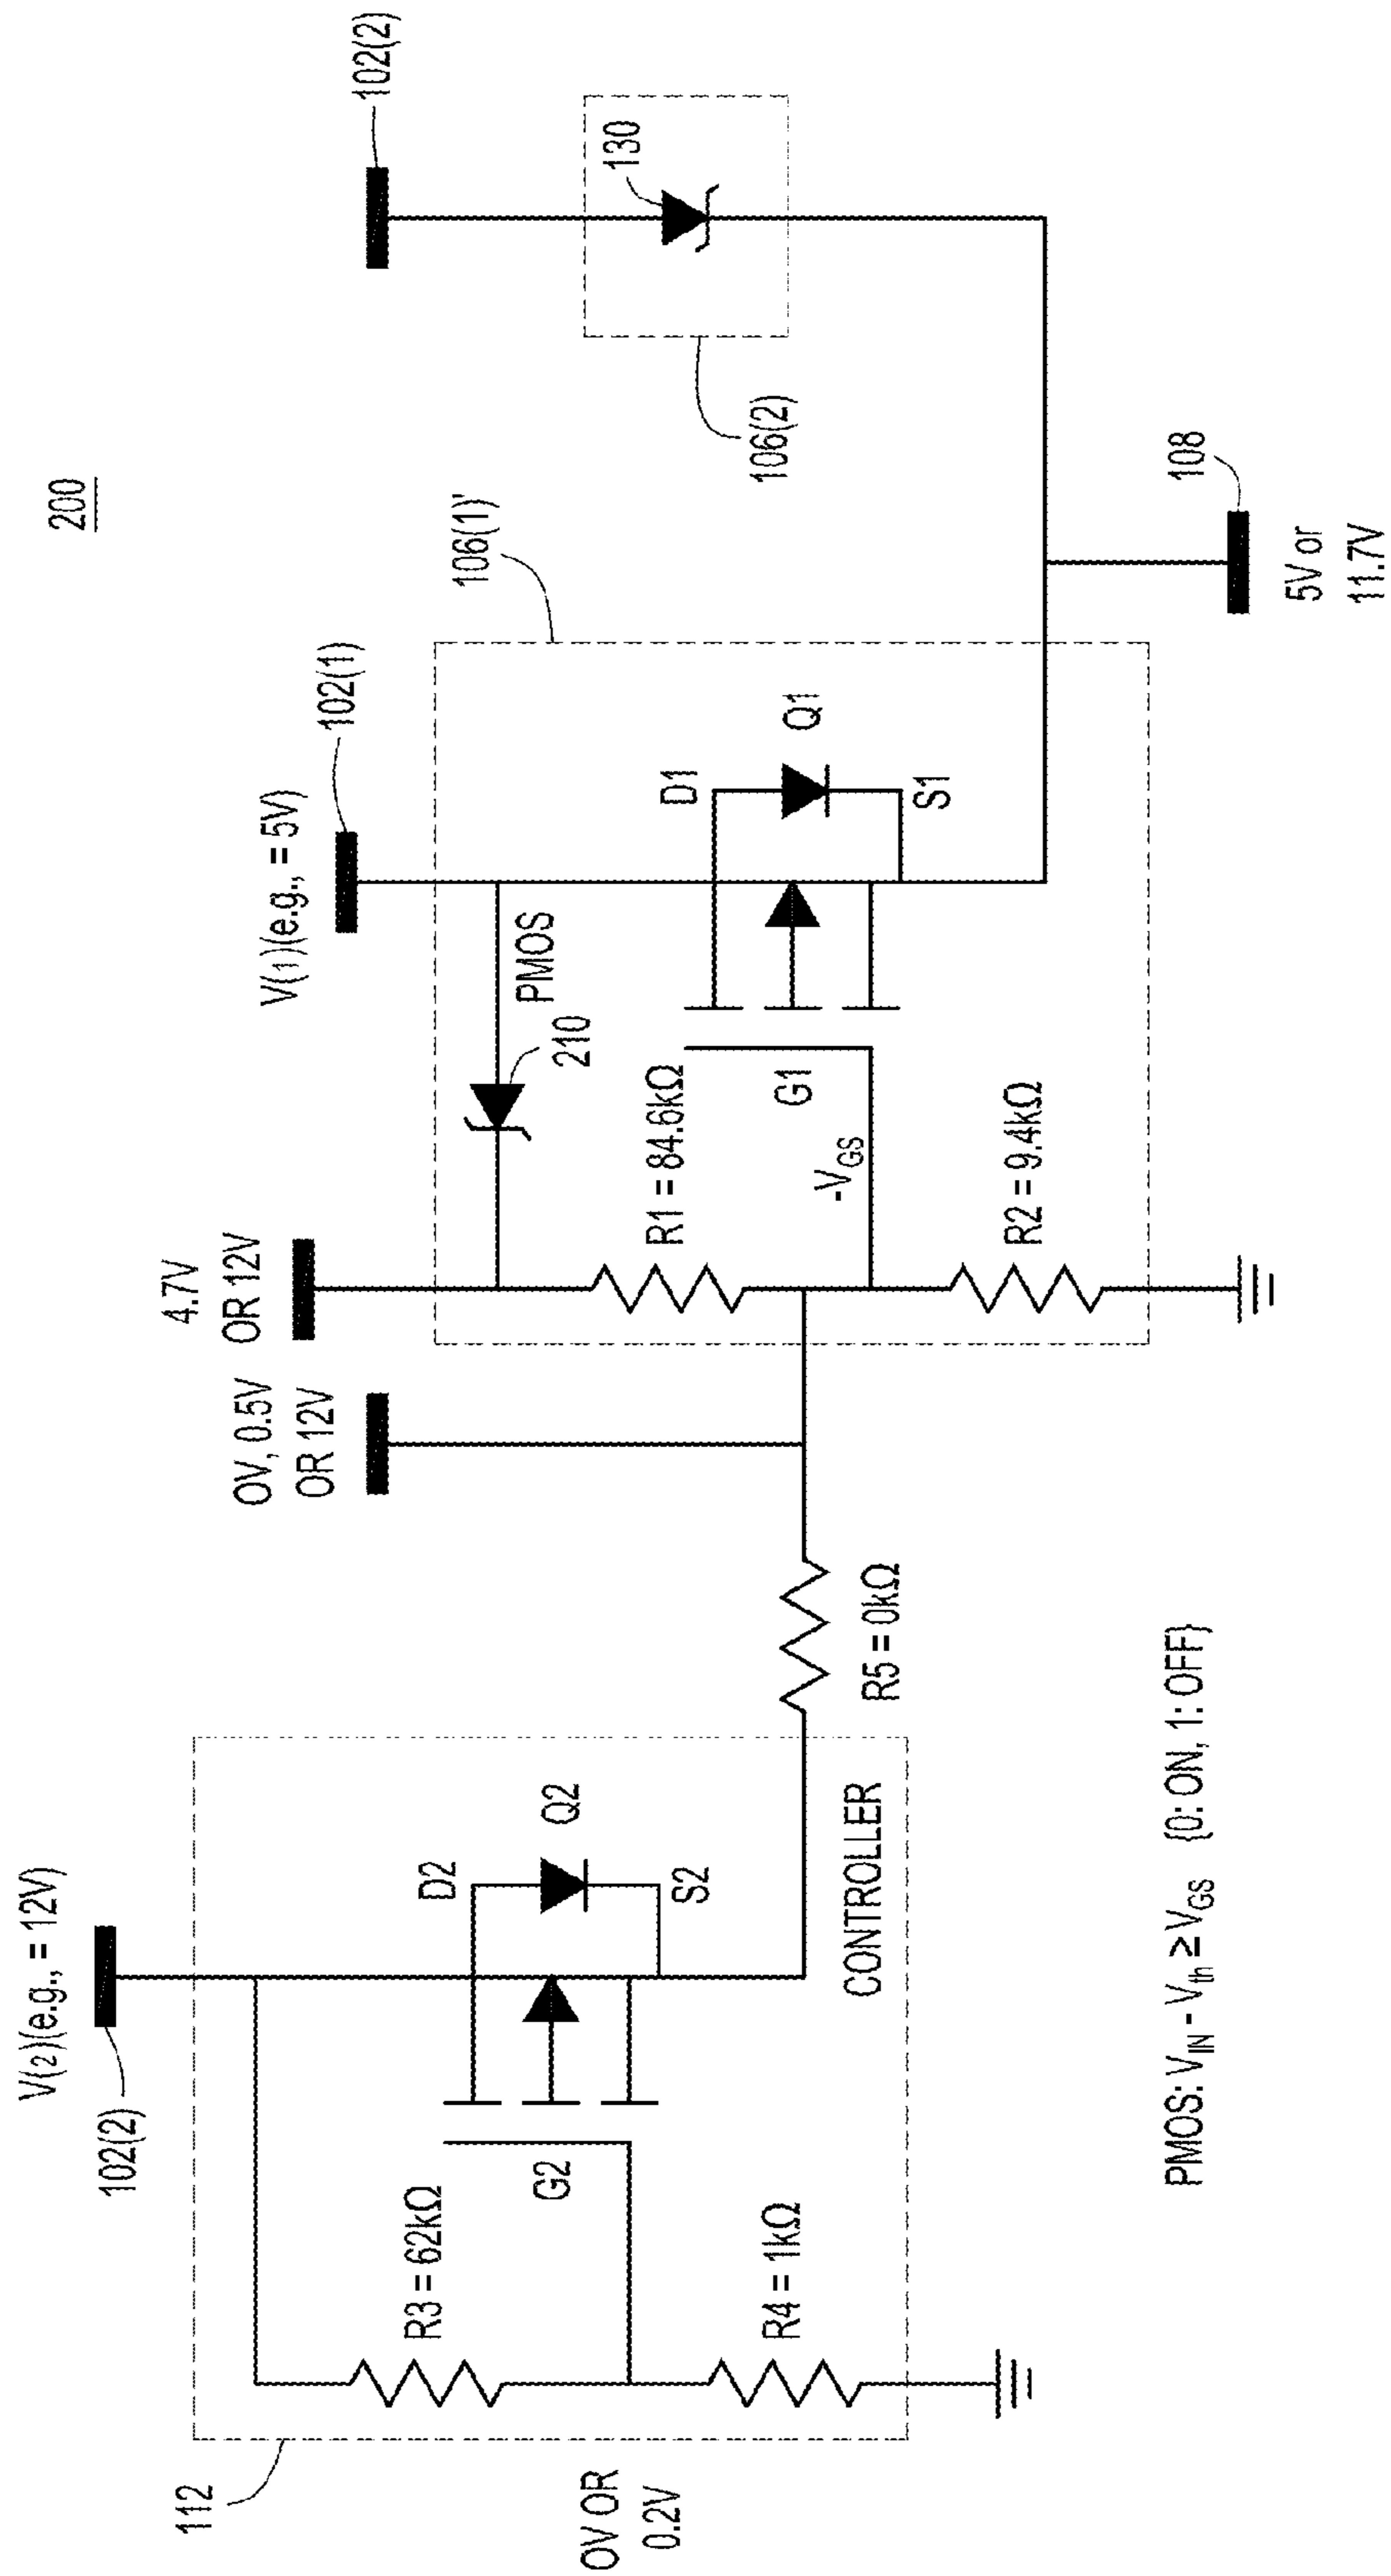 200
V(2)(e.g., = 12V)
102(2)
112
D2
Q2
S2
G2
R3 = 62kΩ
R4 = 1kΩ
CONTROLLER
OV OR
0.2V
R5 = 0kΩ
OV, 0.5V
OR 12V
4.7V
OR 12V
V(1)(e.g., = 5V)
102(1)
106(1)'
PMOS
210
D1
Q1
S1
G1
-VGS
R1 = 84.6kΩ
R2 = 9.4kΩ
102(2)
130
106(2)
108
5V or
11.7V
PMOS: VIN - Vth ≥ VGS {0: ON, 1: OFF}